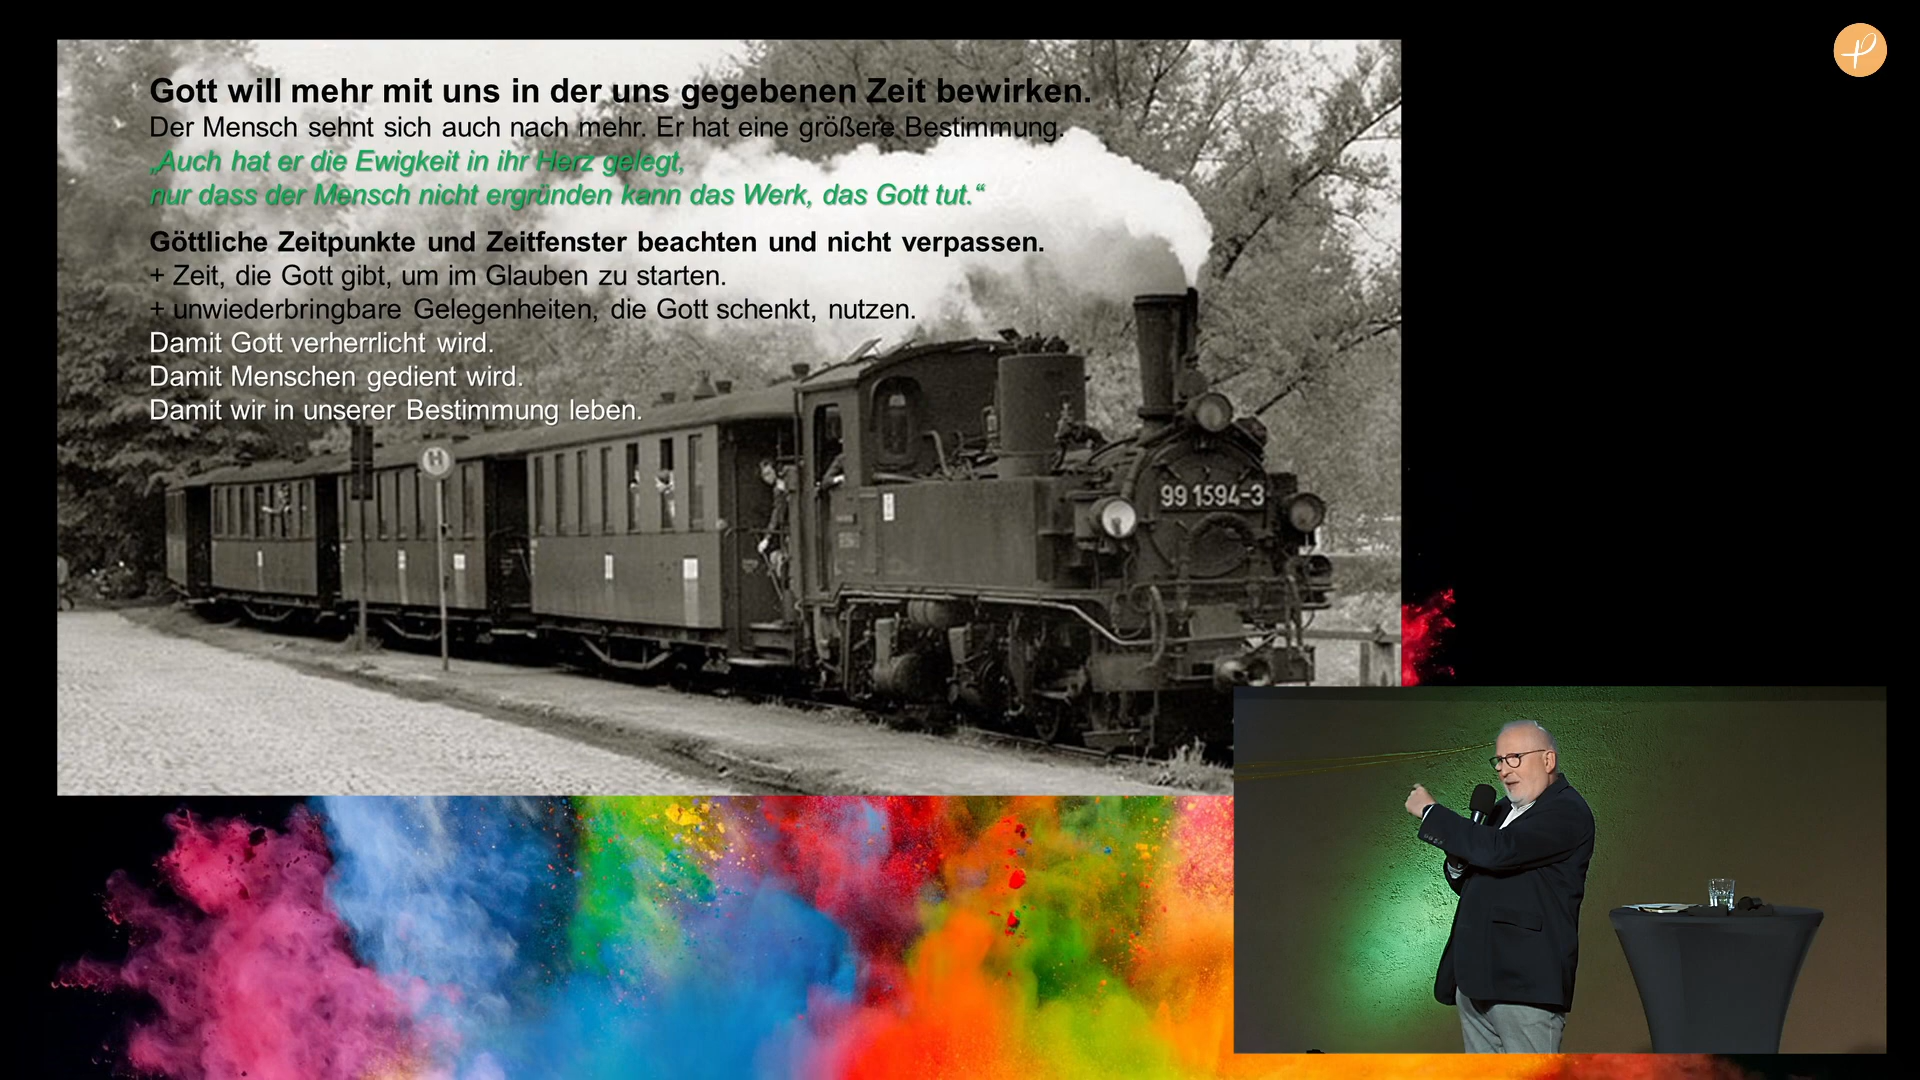 Gott will mehr mit uns in der uns gegebenen Zeit bewirken.
Der Mensch sehnt sich auch nach mehr. Er hat eine größere Bestimmung.
„Auch hat er die Ewigkeit in ihr Herz gelegt,
nur dass der Mensch nicht ergründen kann das Werk, das Gott tut.“
Göttliche Zeitpunkte und Zeitfenster beachten und nicht verpassen.
+ Zeit, die Gott gibt, um im Glauben zu starten.
+ unwiederbringbare Gelegenheiten, die Gott schenkt, nutzen.
Damit Gott verherrlicht wird.
Damit Menschen gedient wird.
Damit wir in unserer Bestimmung leben.
H
99 1594-3